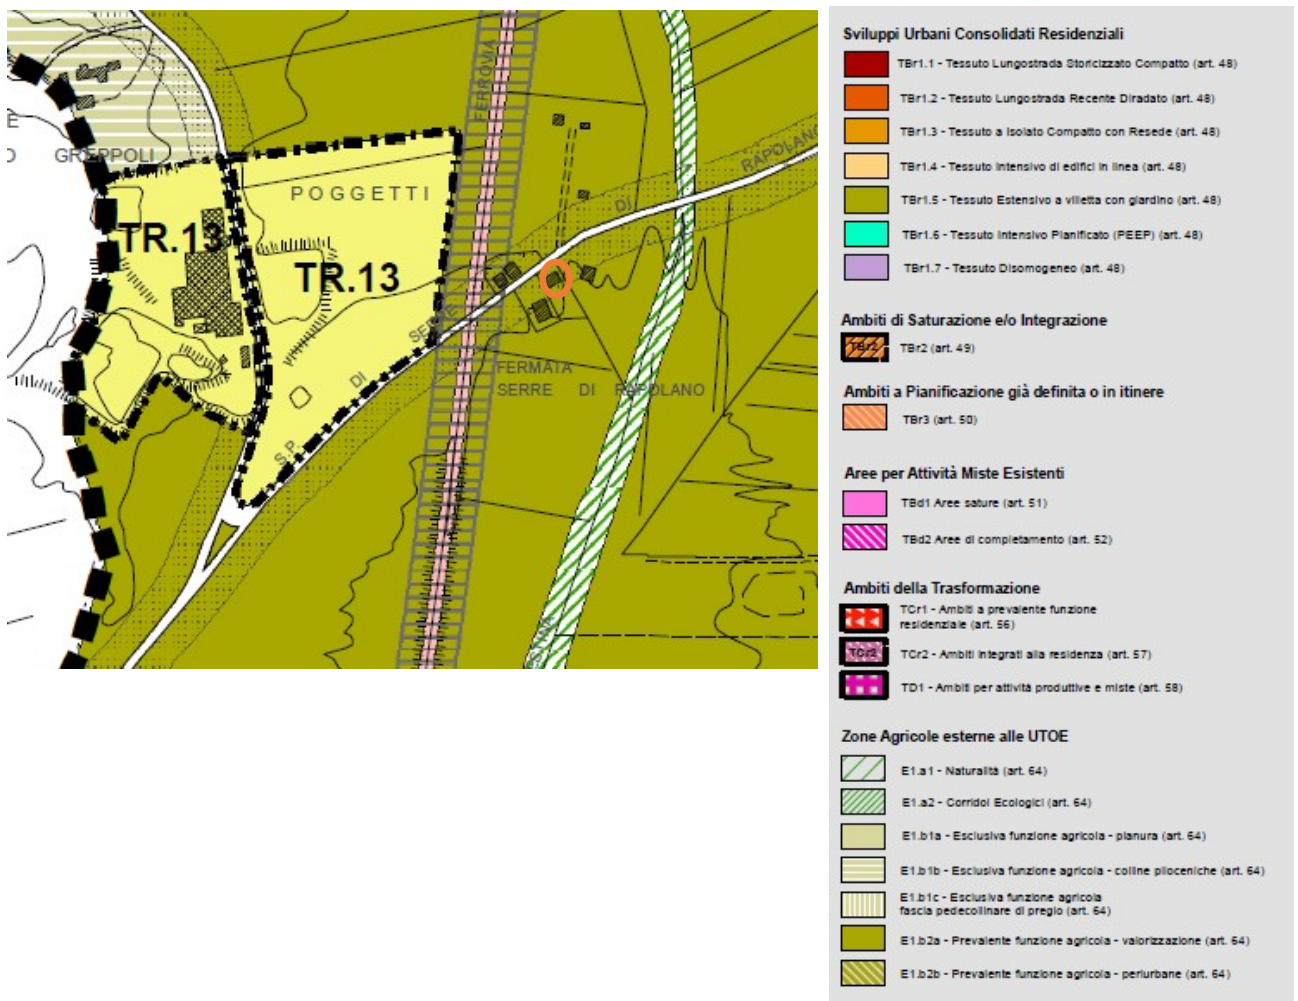 FERROVIA
E
O GREPPOLI
POGGETTI
TR.13
TR.13
SERRE
DI
RAPOLANO
DI
S.P.
FERMATA
SERRE DI RAPOLANO
Sviluppi Urbani Consolidati Residenziali
TBr1.1 - Tessuto Lungostrada Storicizzato Compatto (art. 48)
TBr1.2 - Tessuto Lungostrada Recente Diradato (art. 48)
TBr1.3 - Tessuto a Isolato Compatto con Resede (art. 48)
TBr1.4 - Tessuto Intensivo di edifici in linea (art. 48)
TBr1.5 - Tessuto Estensivo a villetta con giardino (art. 48)
TBr1.6 - Tessuto Intensivo Planificato (PEEP) (art. 48)
TBr1.7 - Tessuto Disomogeneo (art. 48)
Ambiti di Saturazione e/o Integrazione
TBr2
TBr2 (art. 49)
Ambiti a Pianificazione già definita o in itinere
TBr3 (art. 50)
Aree per Attività Miste Esistenti
TBd1 Aree sature (art. 51)
TBd2 Aree di completamento (art. 52)
Ambiti della Trasformazione
TCr1 - Ambiti a prevalente funzione
residenziale (art. 56)
TCr2
TCr2 - Ambiti integrati alla residenza (art. 57)
TD1 - Ambiti per attività produttive e miste (art. 58)
Zone Agricole esterne alle UTOE
E1.a1 - Naturalità (art. 64)
E1.a2 - Corridoi Ecologici (art. 64)
E1.b1a - Esclusiva funzione agricola - planura (art. 64)
E1.b1b - Esclusiva funzione agricola - colline plioceniche (art. 64)
E1.b1c - Esclusiva funzione agricola
fascia pedecollinare di pregio (art. 64)
E1.b2a - Prevalente funzione agricola - valorizzazione (art. 64)
E1.b2b - Prevalente funzione agricola - periurbane (art. 64)